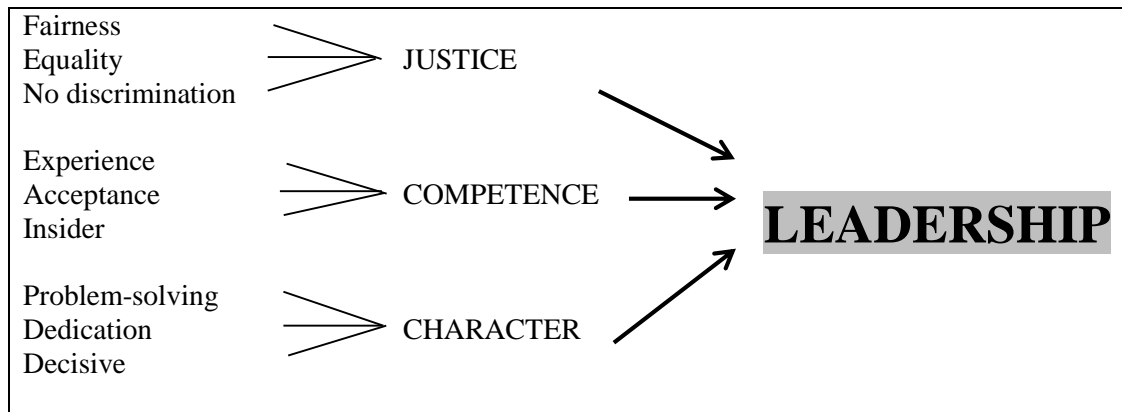 Fairness
Equality
No discrimination
JUSTICE
Experience
Acceptance
Insider
COMPETENCE
Problem-solving
Dedication
Decisive
CHARACTER
LEADERSHIP